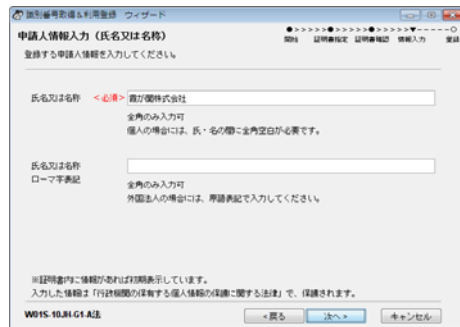 識別番号取得&利用登録 ウィザード
申請人情報入力（氏名又は名称）
●>>>>>●>>>>>●>>>>>▼-----○
開始 証明書指定 証明書確認 情報入力 登録
登録する申請人情報を入力してください。
氏名又は名称 <必須> 霞が関株式会社
全角のみ入力可
個人の場合には、氏・名の間に全角空白が必要です。
氏名又は名称
ローマ字表記
全角のみ入力可
外国法人の場合には、原語表記で入力してください。
※証明書内に情報があれば初期表示しています。
入力した情報は「行政機関の保有する個人情報の保護に関する法律」で、保護されます。
W01S-10JH-G1-A法
<戻る 次へ> キャンセル